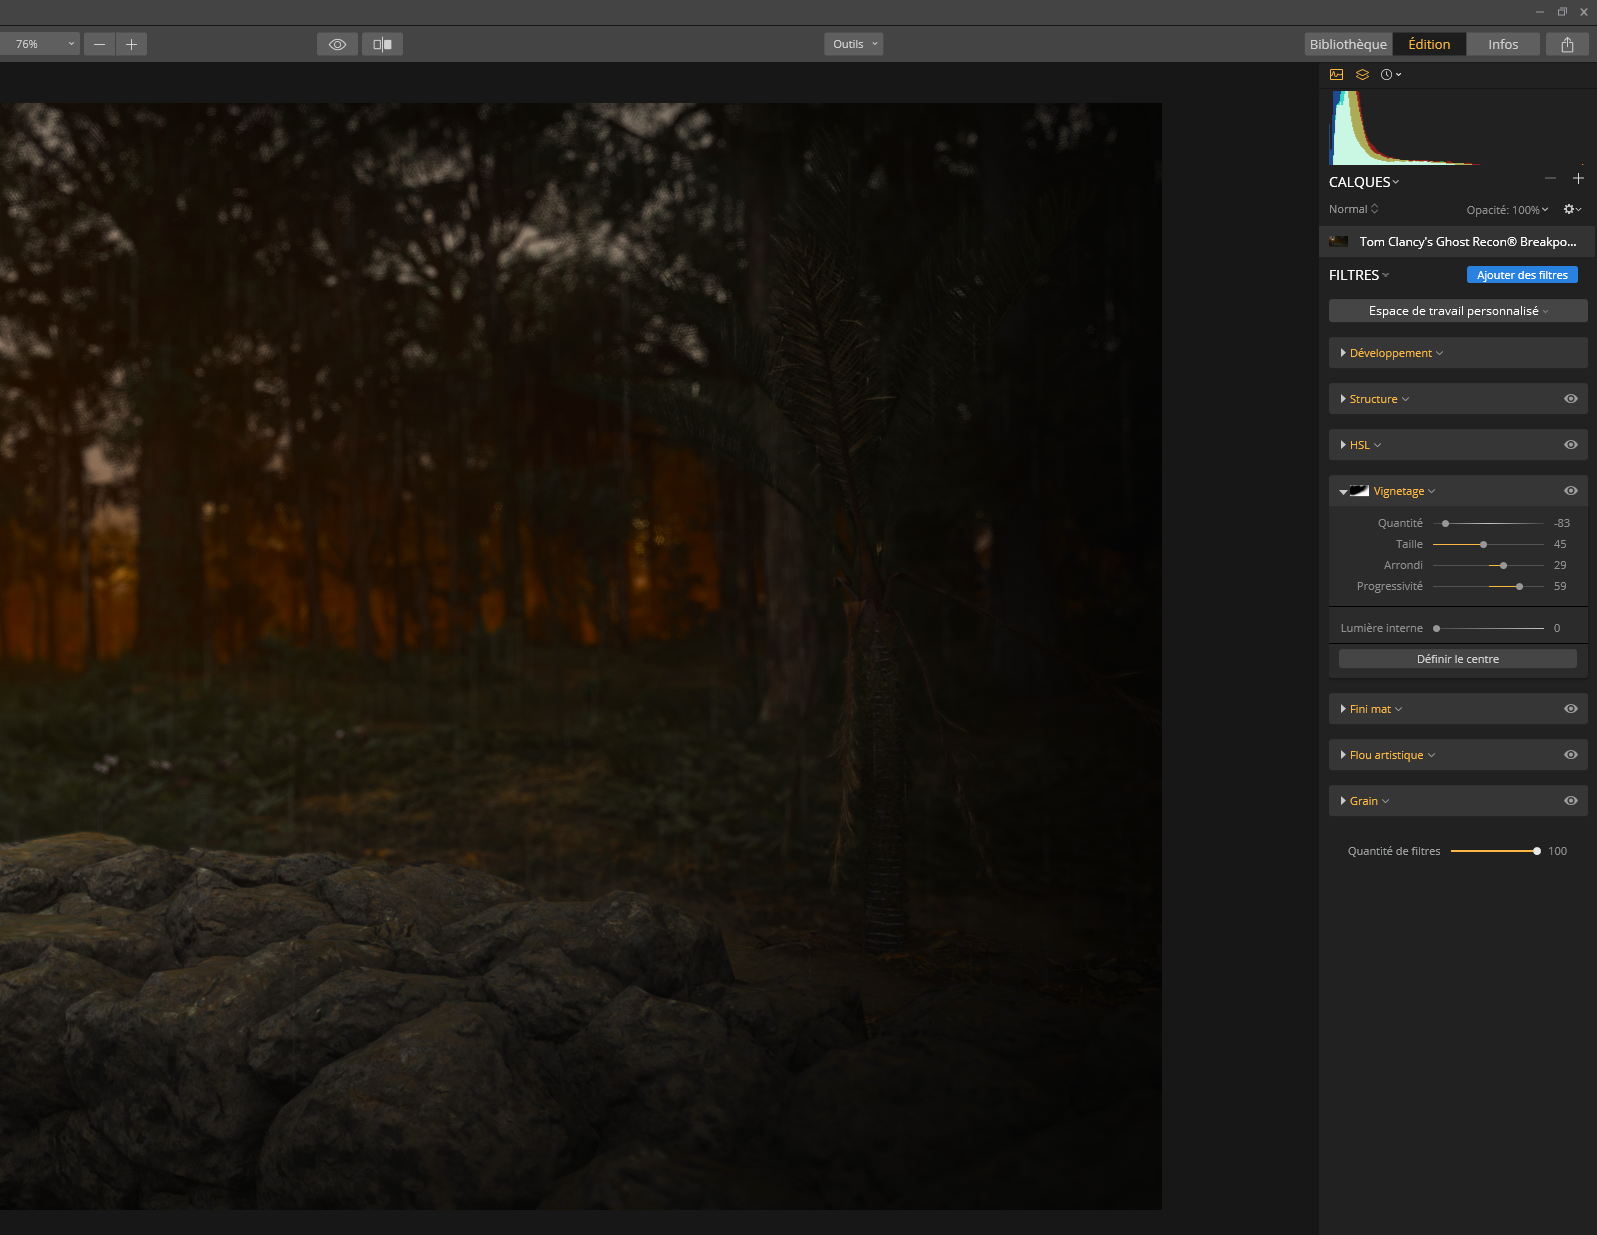 76%
Outils
Bibliothèque Édition Infos
CALQUES
Normal Opacité: 100%
Tom Clancy's Ghost Recon® Breakpo...
FILTRES Ajouter des filtres
Espace de travail personnalisé
Développement
Structure
HSL
Vignetage
Quantité -83
Taille 45
Arrondi 29
Progressivité 59
Lumière interne 0
Définir le centre
Fini mat
Flou artistique
Grain
Quantité de filtres 100